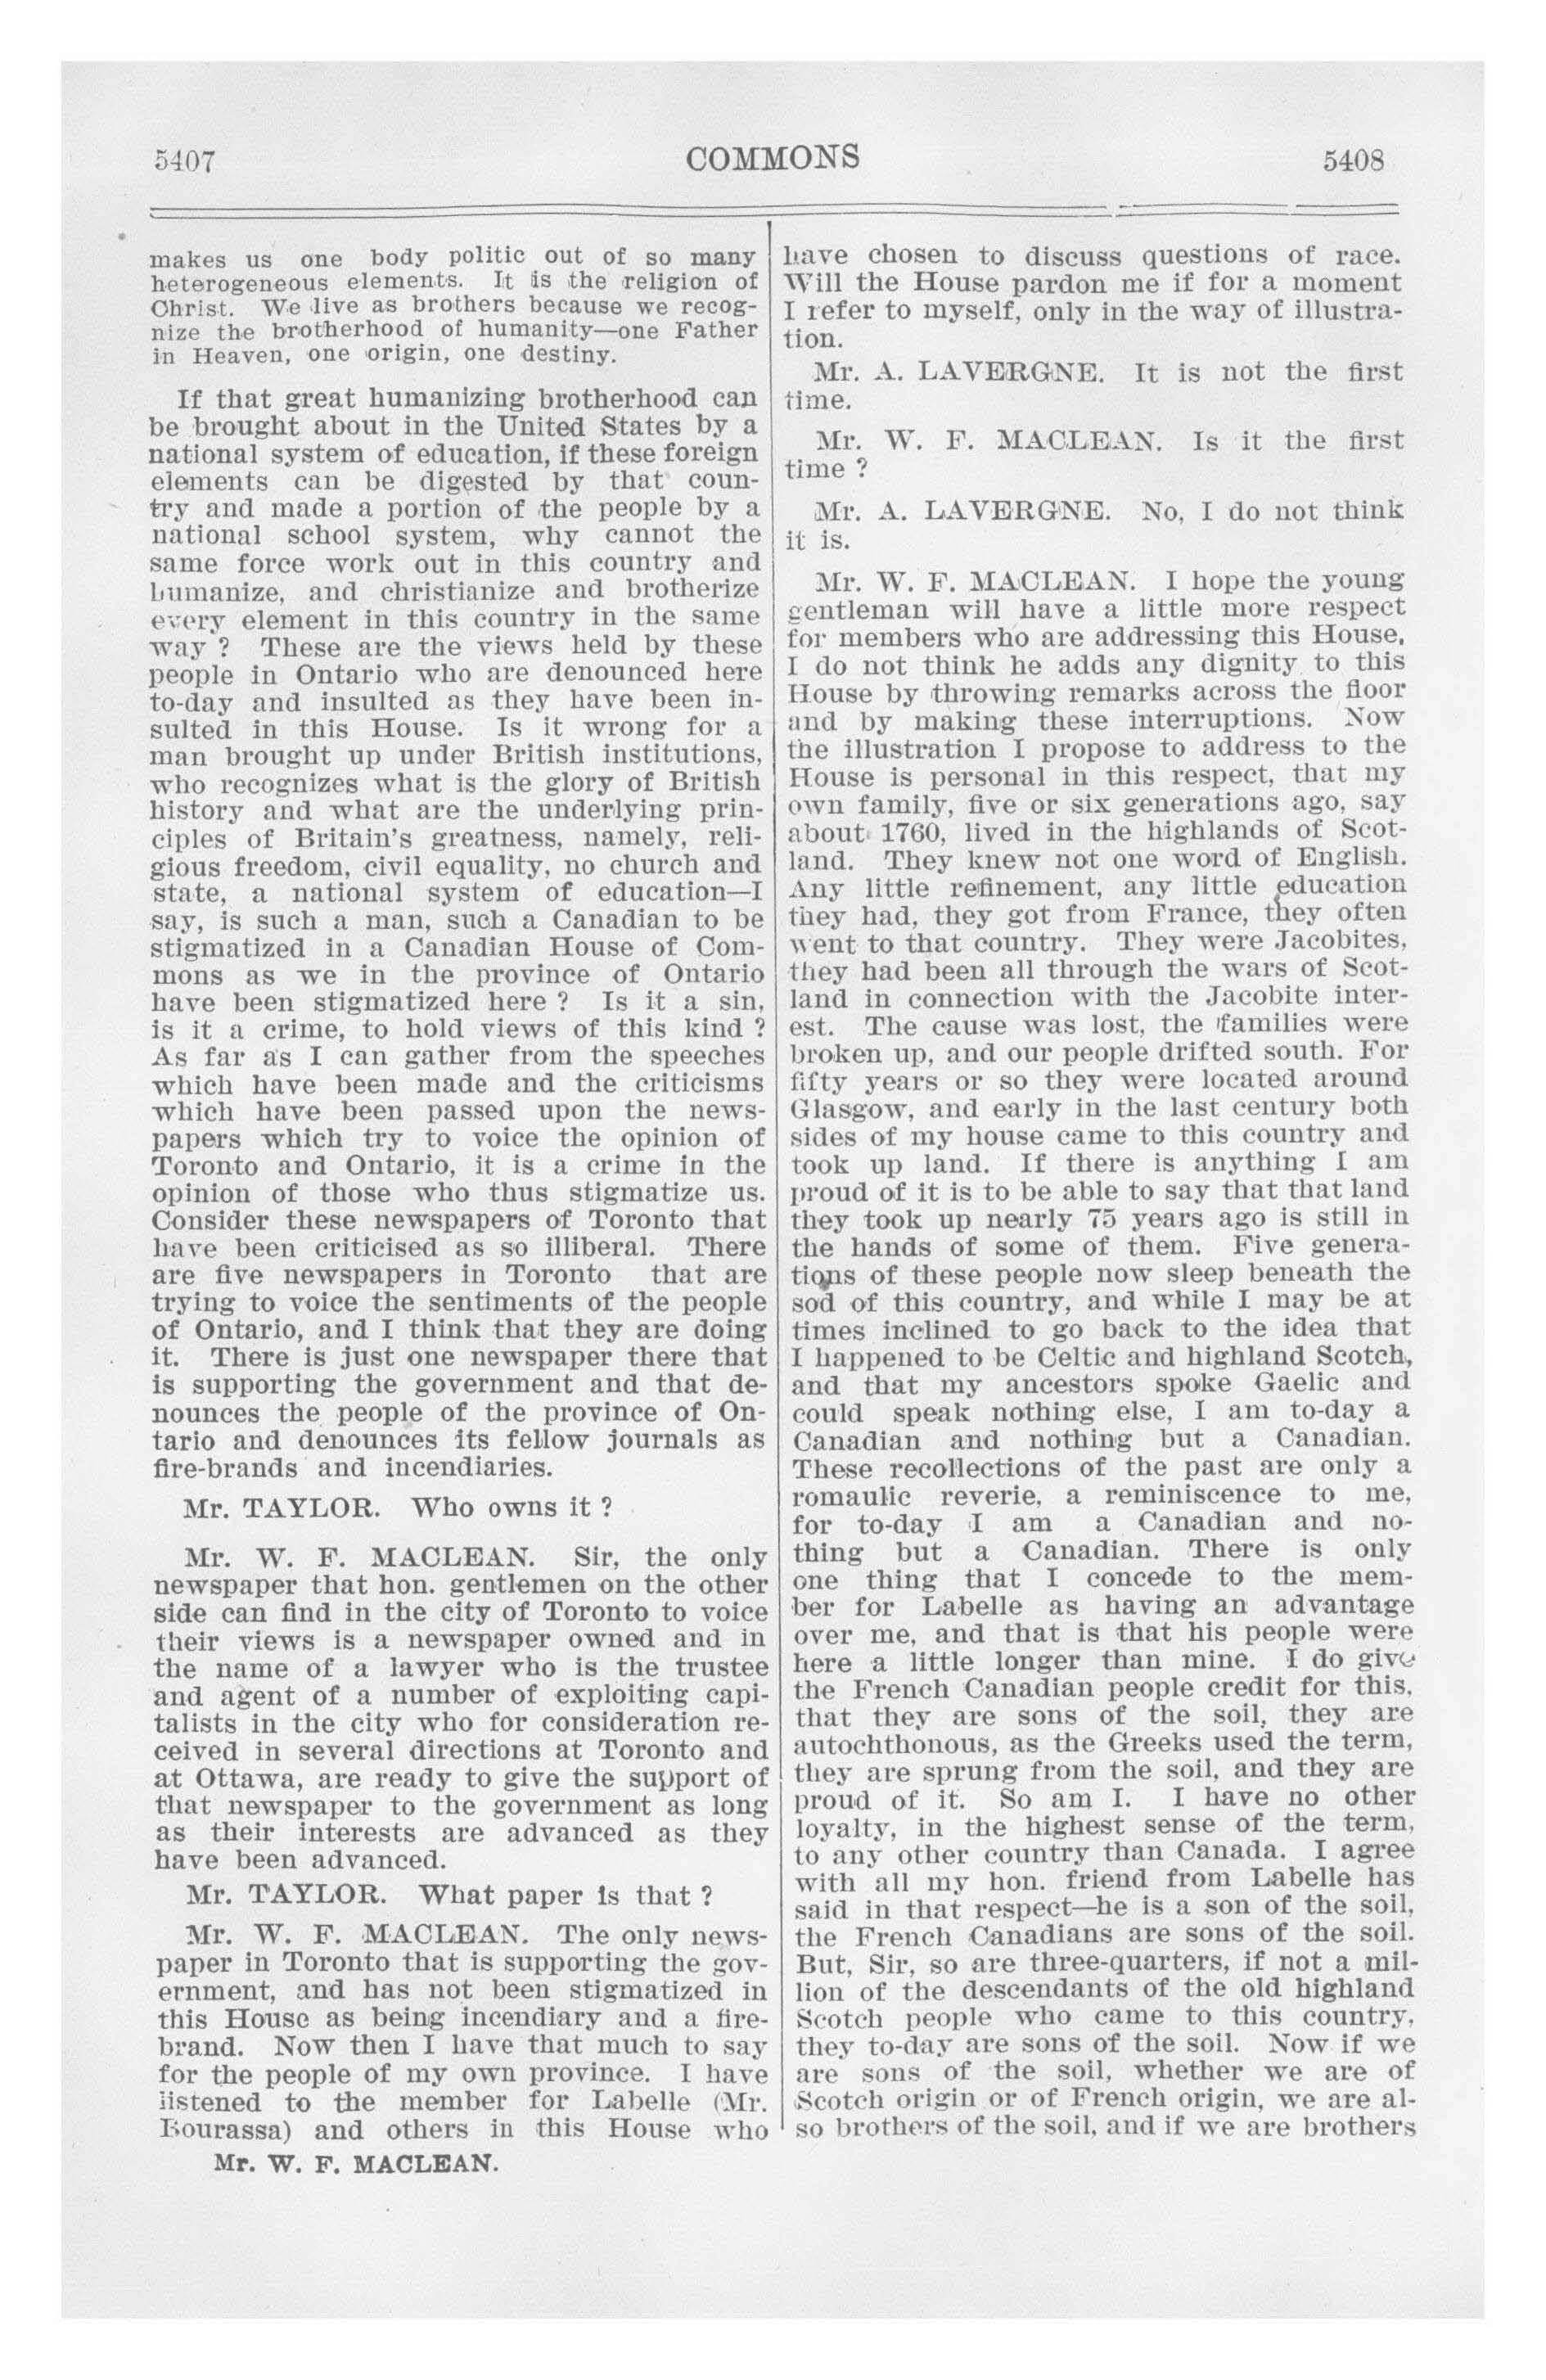 5407
COMMONS
5408
makes us one body politic out of so many
heterogeneous elements. It is the religion of
Christ. We live as brothers because we recog-
nize the brotherhood of humanity—one Father
in Heaven, one origin, one destiny.
If that great humanizing brotherhood can
be brought about in the United States by a
national system of education, if these foreign
elements can be digested by that coun-
try and made a portion of the people by a
national school system, why cannot the
same force work out in this country and
humanize, and christianize and brotherize
every element in this country in the same
way ? These are the views held by these
people in Ontario who are denounced here
to-day and insulted as they have been in-
sulted in this House. Is it wrong for a
man brought up under British institutions,
who recognizes what is the glory of British
history and what are the underlying prin-
ciples of Britain's greatness, namely, reli-
gious freedom, civil equality, no church and
state, a national system of education—I
say, is such a man, such a Canadian to be
stigmatized in a Canadian House of Com-
mons as we in the province of Ontario
have been stigmatized here ? Is it a sin,
is it a crime, to hold views of this kind ?
As far as I can gather from the speeches
which have been made and the criticisms
which have been passed upon the news-
papers which try to voice the opinion of
Toronto and Ontario, it is a crime in the
opinion of those who thus stigmatize us.
Consider these newspapers of Toronto that
have been criticised as so illiberal. There
are five newspapers in Toronto that are
trying to voice the sentiments of the people
of Ontario, and I think that they are doing
it. There is just one newspaper there that
is supporting the government and that de-
nounces the people of the province of On-
tario and denounces its fellow journals as
fire-brands and incendiaries.
Mr. TAYLOR. Who owns it ?
Mr. W. F. MACLEAN. Sir, the only
newspaper that hon. gentlemen on the other
side can find in the city of Toronto to voice
their views is a newspaper owned and in
the name of a lawyer who is the trustee
and agent of a number of exploiting capi-
talists in the city who for consideration re-
ceived in several directions at Toronto and
at Ottawa, are ready to give the support of
that newspaper to the government as long
as their interests are advanced as they
have been advanced.
Mr. TAYLOR. What paper is that ?
Mr. W. F. MACLEAN. The only news-
paper in Toronto that is supporting the gov-
ernment, and has not been stigmatized in
this House as being incendiary and a fire-
brand. Now then I have that much to say
for the people of my own province. I have
listened to the member for Labelle (Mr.
Bourassa) and others in this House who
Mr. W. F. MACLEAN.
have chosen to discuss questions of race.
Will the House pardon me if for a moment
I refer to myself, only in the way of illustra-
tion.
Mr. A. LAVERGNE. It is not the first
time.
Mr. W. F. MACLEAN. Is it the first
time ?
Mr. A. LAVERGNE. No, I do not think
it is.
Mr. W. F. MACLEAN. I hope the young
gentleman will have a little more respect
for members who are addressing this House.
I do not think he adds any dignity to this
House by throwing remarks across the floor
and by making these interruptions. Now
the illustration I propose to address to the
House is personal in this respect, that my
own family, five or six generations ago, say
about 1760, lived in the highlands of Scot-
land. They knew not one word of English.
Any little refinement, any little education
they had, they got from France, they often
went to that country. They were Jacobites,
they had been all through the wars of Scot-
land in connection with the Jacobite inter-
est. The cause was lost, the families were
broken up, and our people drifted south. For
fifty years or so they were located around
Glasgow, and early in the last century both
sides of my house came to this country and
took up land. If there is anything I am
proud of it is to be able to say that that land
they took up nearly 75 years ago is still in
the hands of some of them. Five genera-
tions of these people now sleep beneath the
sod of this country, and while I may be at
times inclined to go back to the idea that
I happened to be Celtic and highland Scotch,
and that my ancestors spoke Gaelic and
could speak nothing else, I am to-day a
Canadian and nothing but a Canadian.
These recollections of the past are only a
romaulic reverie, a reminiscence to me,
for to-day I am a Canadian and no-
thing but a Canadian. There is only
one thing that I concede to the mem-
ber for Labelle as having an advantage
over me, and that is that his people were
here a little longer than mine. I do give
the French Canadian people credit for this,
that they are sons of the soil, they are
autochthonous, as the Greeks used the term,
they are sprung from the soil, and they are
proud of it. So am I. I have no other
loyalty, in the highest sense of the term,
to any other country than Canada. I agree
with all my hon. friend from Labelle has
said in that respect—he is a son of the soil,
the French Canadians are sons of the soil.
But, Sir, so are three-quarters, if not a mil-
lion of the descendants of the old highland
Scotch people who came to this country,
they to-day are sons of the soil. Now if we
are sons of the soil, whether we are of
Scotch origin or of French origin, we are al-
so brothers of the soil, and if we are brothers